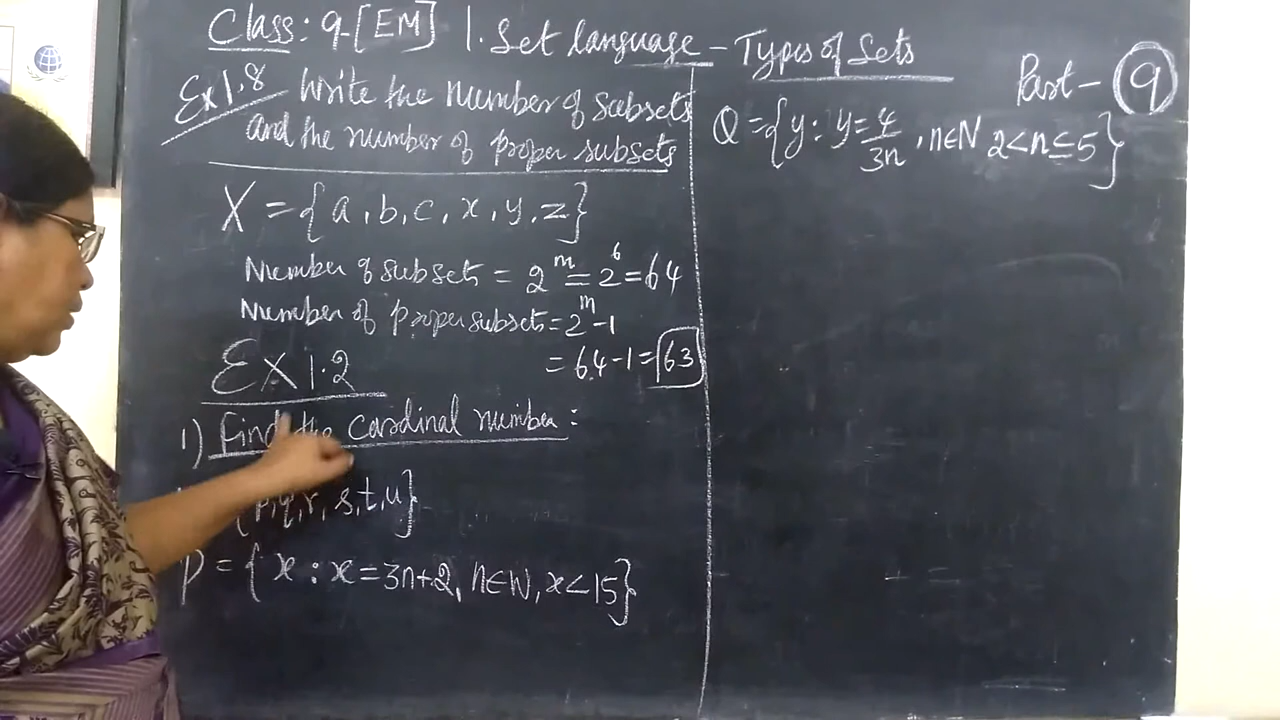 Class: 9-[EM] 1. Set language - Types of Sets
Part - 9
Ex 1.8 Write the number of subsets
and the number of proper subsets
X = {a, b, c, x, y, z}
Number of subsets = 2^m = 2^6 = 64
Number of proper subsets = 2^m - 1
= 64 - 1 = 63
Ex 1.2
1) Find the cardinal number:
{p, q, r, s, t, u}
P = {x : x = 3n+2, n∈W, x < 15}
Q = {y : y = 4/3n, n∈N 2 < n ≤ 5}